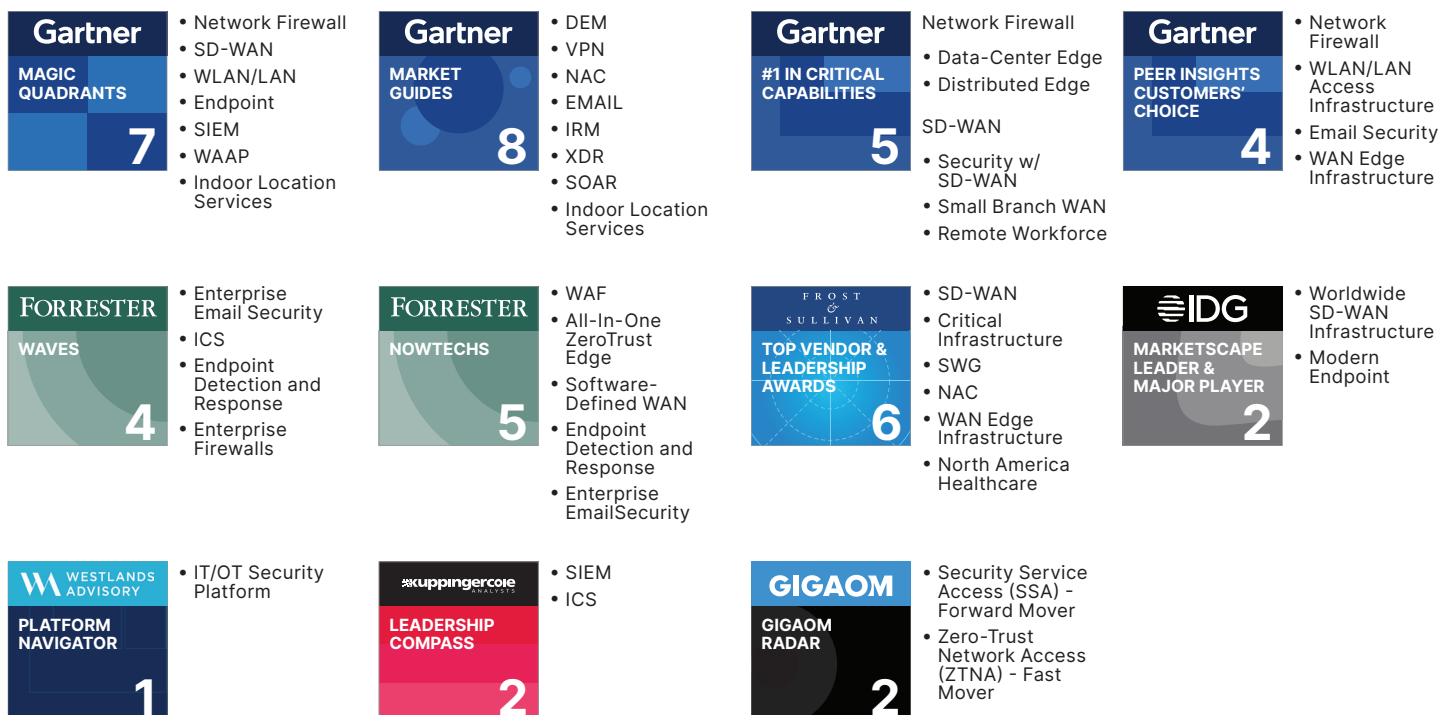 Gartner
MAGIC
QUADRANTS
7
• Network Firewall
• SD-WAN
• WLAN/LAN
• Endpoint
• SIEM
• WAAP
• Indoor Location
Services
Gartner
MARKET
GUIDES
8
• DEM
• VPN
• NAC
• EMAIL
• IRM
• XDR
• SOAR
• Indoor Location
Services
Gartner
#1 IN CRITICAL
CAPABILITIES
5
Network Firewall
• Data-Center Edge
• Distributed Edge
SD-WAN
• Security w/
SD-WAN
• Small Branch WAN
• Remote Workforce
Gartner
PEER INSIGHTS
CUSTOMERS’
CHOICE
4
• Network
Firewall
• WLAN/LAN
Access
Infrastructure
• Email Security
• WAN Edge
Infrastructure
FORRESTER
WAVES
4
• Enterprise
Email Security
• ICS
• Endpoint
Detection and
Response
• Enterprise
Firewalls
FORRESTER
NOWTECHS
5
• WAF
• All-In-One
ZeroTrust
Edge
• Software-
Defined WAN
• Endpoint
Detection and
Response
• Enterprise
EmailSecurity
FROST
&
SULLIVAN
TOP VENDOR &
LEADERSHIP
AWARDS
6
• SD-WAN
• Critical
Infrastructure
• SWG
• NAC
• WAN Edge
Infrastructure
• North America
Healthcare
IDG
MARKETSCAPE
LEADER &
MAJOR PLAYER
2
• Worldwide
SD-WAN
Infrastructure
• Modern
Endpoint
WESTLANDS
ADVISORY
PLATFORM
NAVIGATOR
1
• IT/OT Security
Platform
kuppingercole
ANALYSTS
LEADERSHIP
COMPASS
2
• SIEM
• ICS
GIGAOM
GIGAOM
RADAR
2
• Security Service
Access (SSA) -
Forward Mover
• Zero-Trust
Network Access
(ZTNA) - Fast
Mover